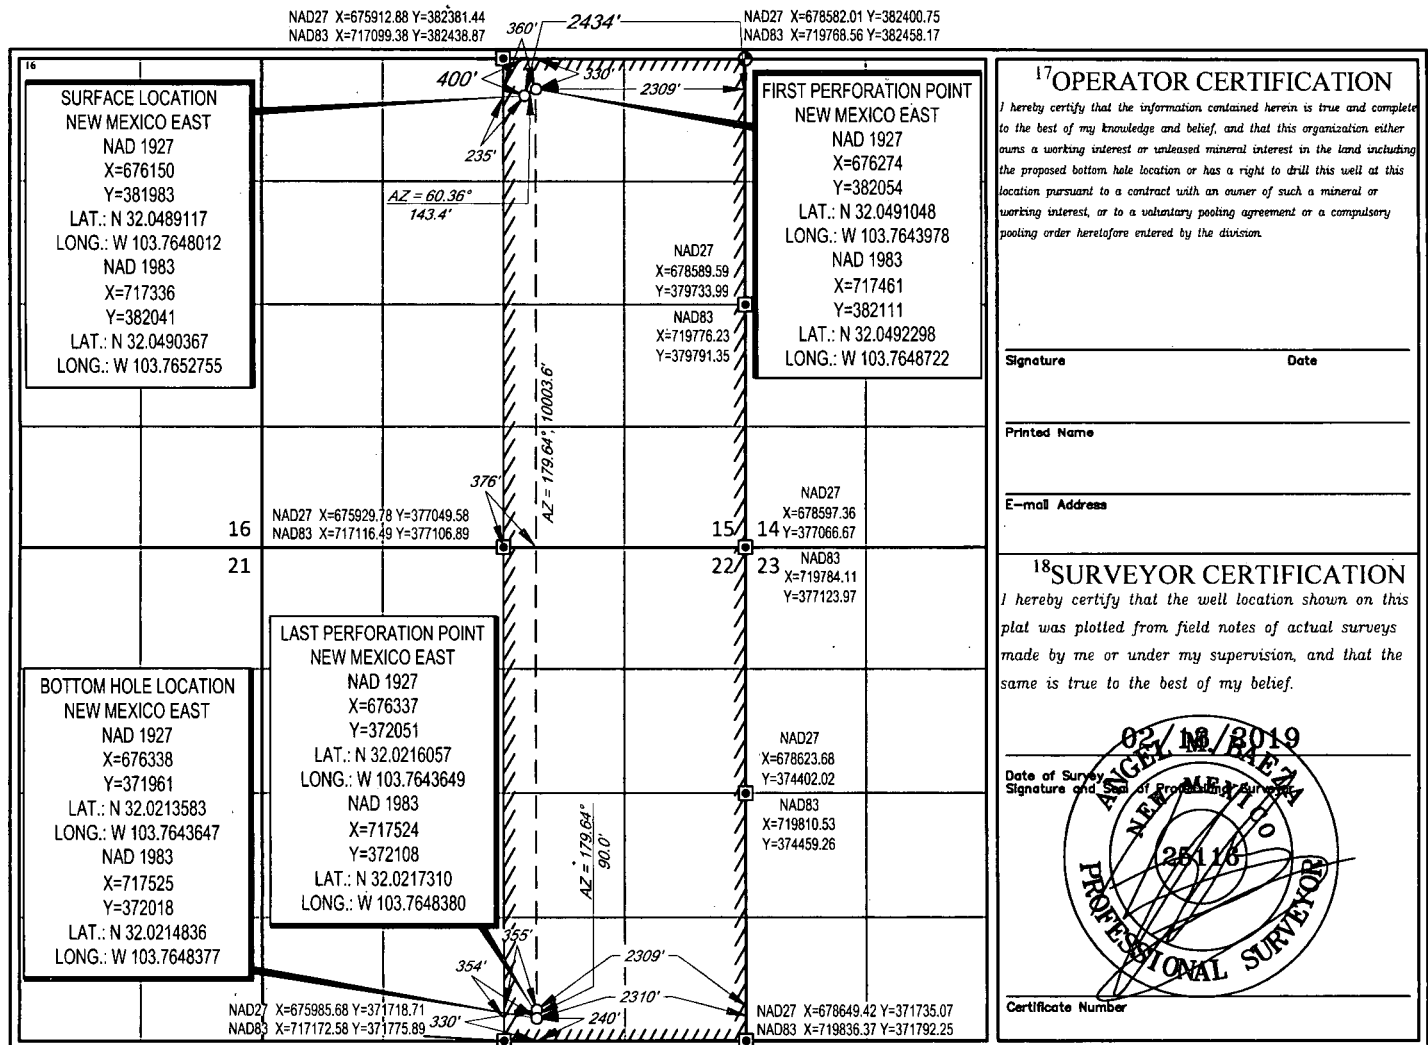 NAD27 X=675912.88 Y=382381.44
NAD83 X=717099.38 Y=382438.87
360'
2434'
NAD27 X=678582.01 Y=382400.75
NAD83 X=719768.56 Y=382458.17
16
400'
330'
2309'
235'
AZ = 60.36°
143.4'
SURFACE LOCATION
NEW MEXICO EAST
NAD 1927
X=676150
Y=381983
LAT.: N 32.0489117
LONG.: W 103.7648012
NAD 1983
X=717336
Y=382041
LAT.: N 32.0490367
LONG.: W 103.7652755
FIRST PERFORATION POINT
NEW MEXICO EAST
NAD 1927
X=676274
Y=382054
LAT.: N 32.0491048
LONG.: W 103.7643978
NAD 1983
X=717461
Y=382111
LAT.: N 32.0492298
LONG.: W 103.7648722
NAD27
X=678589.59
Y=379733.99
NAD83
X=719776.23
Y=379791.35
AZ = 179.64°, 10003.6'
376'
NAD27 X=675929.78 Y=377049.58
NAD83 X=717116.49 Y=377106.89
16
21
15
14
22
23
NAD27
X=678597.36
Y=377066.67
NAD83
X=719784.11
Y=377123.97
LAST PERFORATION POINT
NEW MEXICO EAST
NAD 1927
X=676337
Y=372051
LAT.: N 32.0216057
LONG.: W 103.7643649
NAD 1983
X=717524
Y=372108
LAT.: N 32.0217310
LONG.: W 103.7648380
BOTTOM HOLE LOCATION
NEW MEXICO EAST
NAD 1927
X=676338
Y=371961
LAT.: N 32.0213583
LONG.: W 103.7643647
NAD 1983
X=717525
Y=372018
LAT.: N 32.0214836
LONG.: W 103.7648377
NAD27
X=678623.68
Y=374402.02
NAD83
X=719810.53
Y=374459.26
AZ = 179.64°
90.0'
355'
354'
2309'
2310'
330'
240'
NAD27 X=675985.68 Y=371718.71
NAD83 X=717172.58 Y=371775.89
NAD27 X=678649.42 Y=371735.07
NAD83 X=719836.37 Y=371792.25
17 OPERATOR CERTIFICATION
I hereby certify that the information contained herein is true and complete
to the best of my knowledge and belief, and that this organization either
owns a working interest or unleased mineral interest in the land including
the proposed bottom hole location or has a right to drill this well at this
location pursuant to a contract with an owner of such a mineral or
working interest, or to a voluntary pooling agreement or a compulsory
pooling order heretofore entered by the division.
Signature Date
Printed Name
E-mail Address
18 SURVEYOR CERTIFICATION
I hereby certify that the well location shown on this
plat was plotted from field notes of actual surveys
made by me or under my supervision, and that the
same is true to the best of my belief.
02/18/2019
Date of Survey
Signature and Seal of Professional Surveyor:
ANGEL M. BAEZA
NEW MEXICO
25116
PROFESSIONAL SURVEYOR
Certificate Number